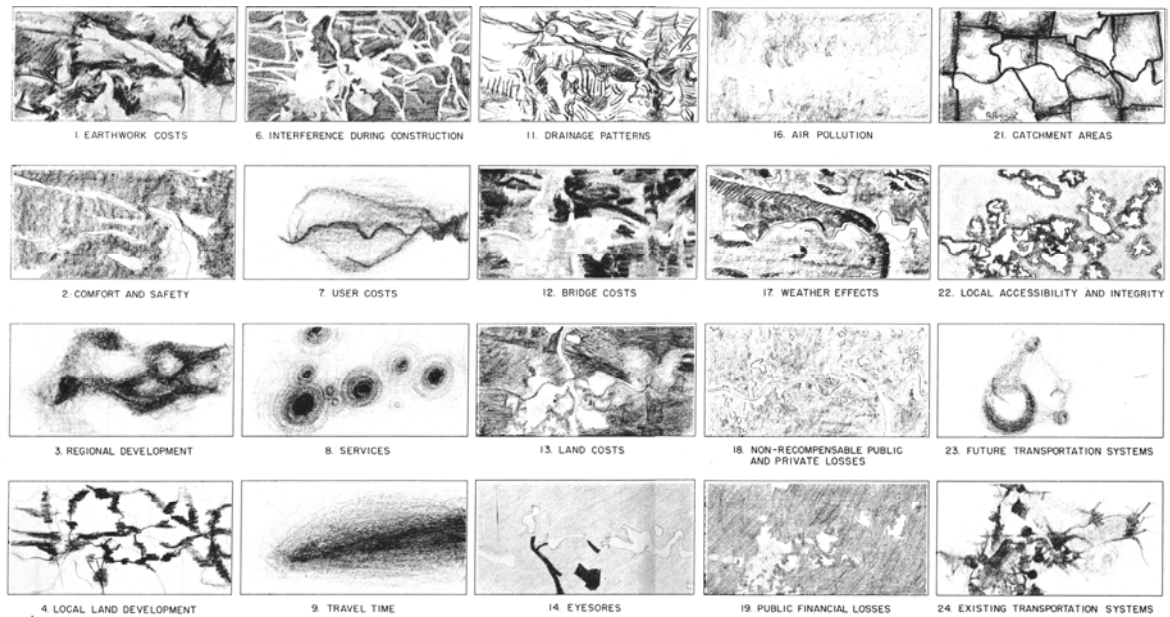 1. EARTHWORK COSTS
6. INTERFERENCE DURING CONSTRUCTION
11. DRAINAGE PATTERNS
16. AIR POLLUTION
21. CATCHMENT AREAS
2. COMFORT AND SAFETY
7. USER COSTS
12. BRIDGE COSTS
17. WEATHER EFFECTS
22. LOCAL ACCESSIBILITY AND INTEGRITY
3. REGIONAL DEVELOPMENT
8. SERVICES
13. LAND COSTS
18. NON-RECOMPENSABLE PUBLIC
AND PRIVATE LOSSES
23. FUTURE TRANSPORTATION SYSTEMS
4. LOCAL LAND DEVELOPMENT
9. TRAVEL TIME
14. EYESORES
19. PUBLIC FINANCIAL LOSSES
24. EXISTING TRANSPORTATION SYSTEMS